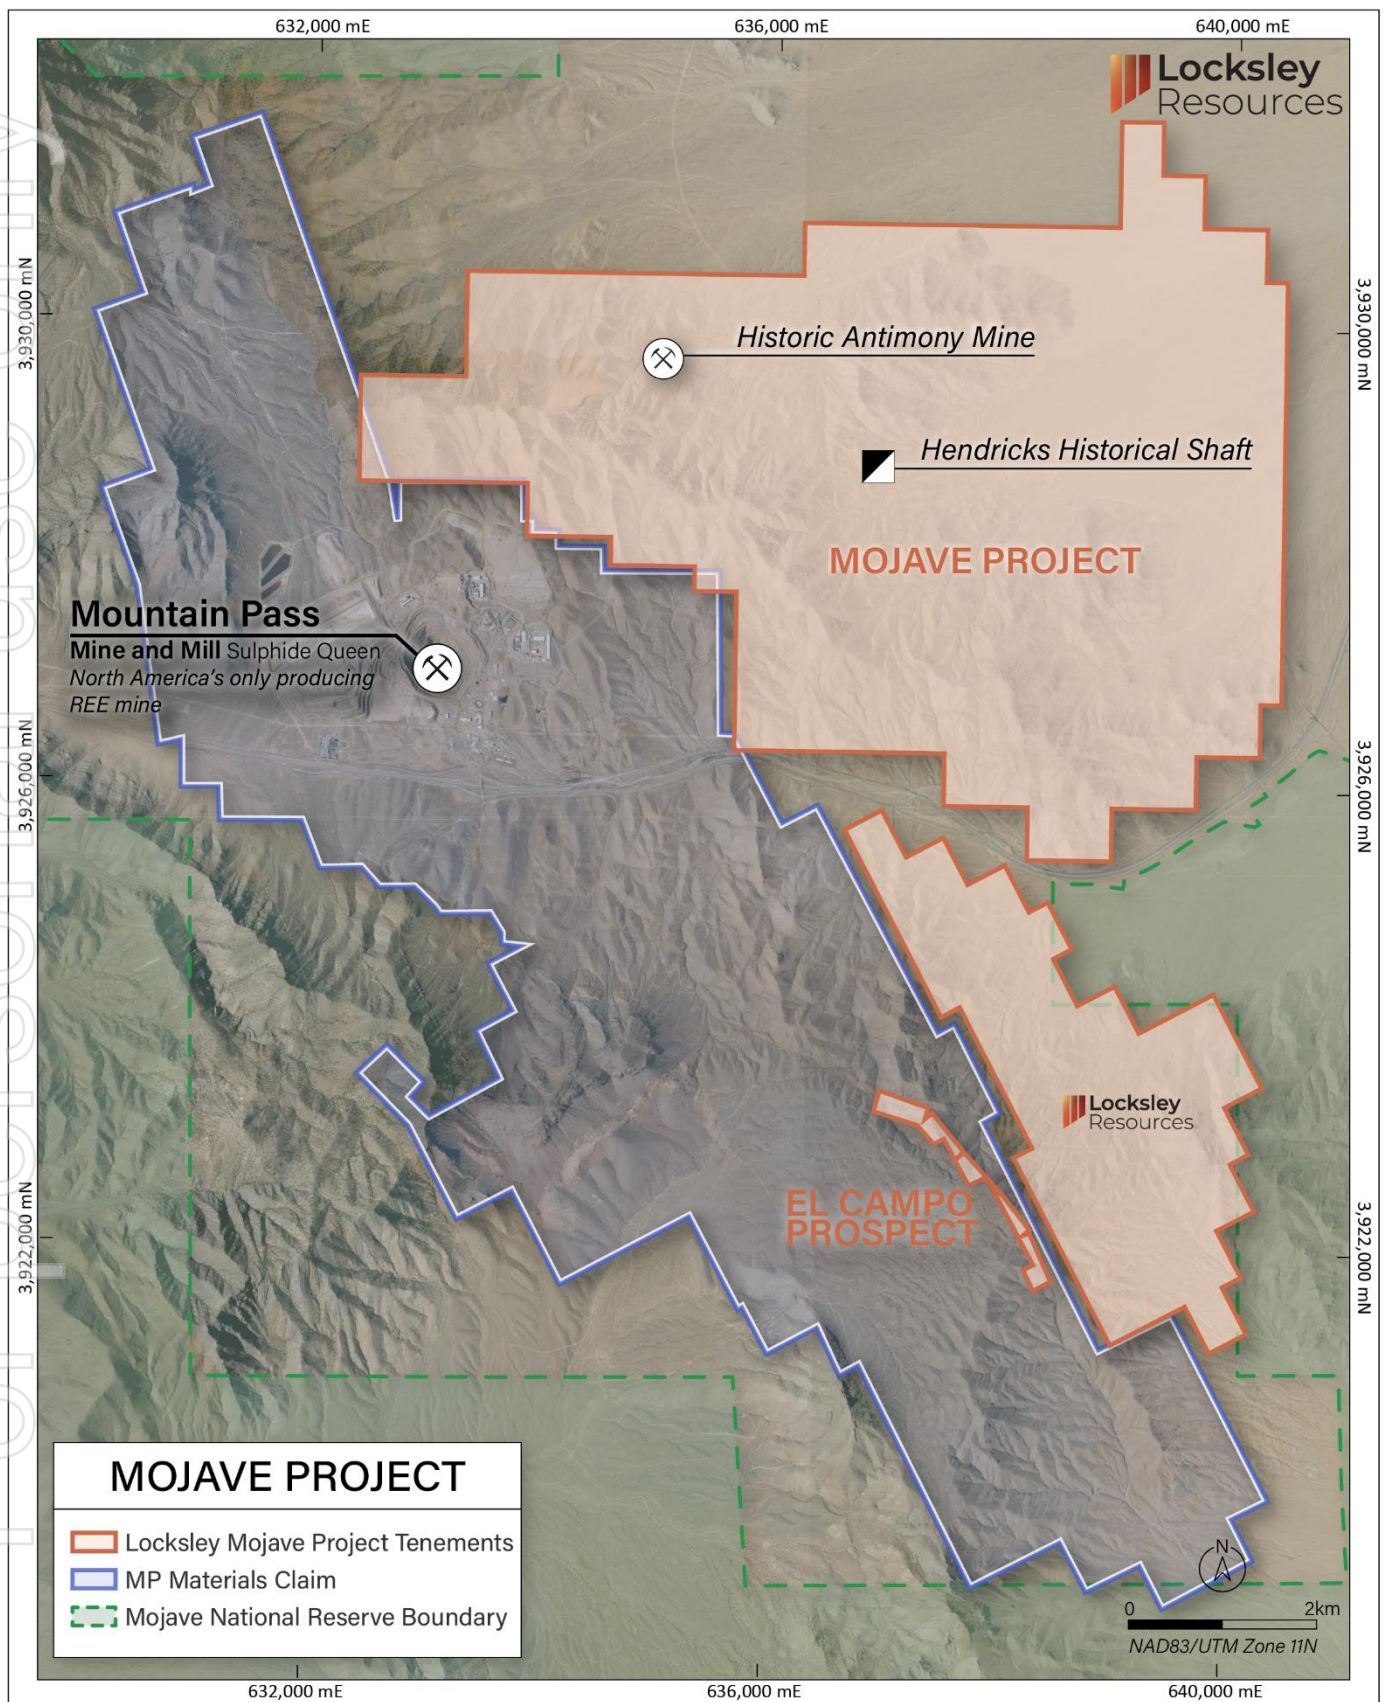 632,000 mE
636,000 mE
640,000 mE
Locksley
Resources
3,930,000 mN
3,930,000 mN
Historic Antimony Mine
Hendricks Historical Shaft
MOJAVE PROJECT
Mountain Pass
Mine and Mill Sulphide Queen
North America's only producing
REE mine
3,926,000 mN
3,926,000 mN
Locksley
Resources
EL CAMPO
PROSPECT
3,922,000 mN
3,922,000 mN
MOJAVE PROJECT
Locksley Mojave Project Tenements
MP Materials Claim
Mojave National Reserve Boundary
N
0 2km
NAD83/UTM Zone 11N
632,000 mE
636,000 mE
640,000 mE
For personal use only